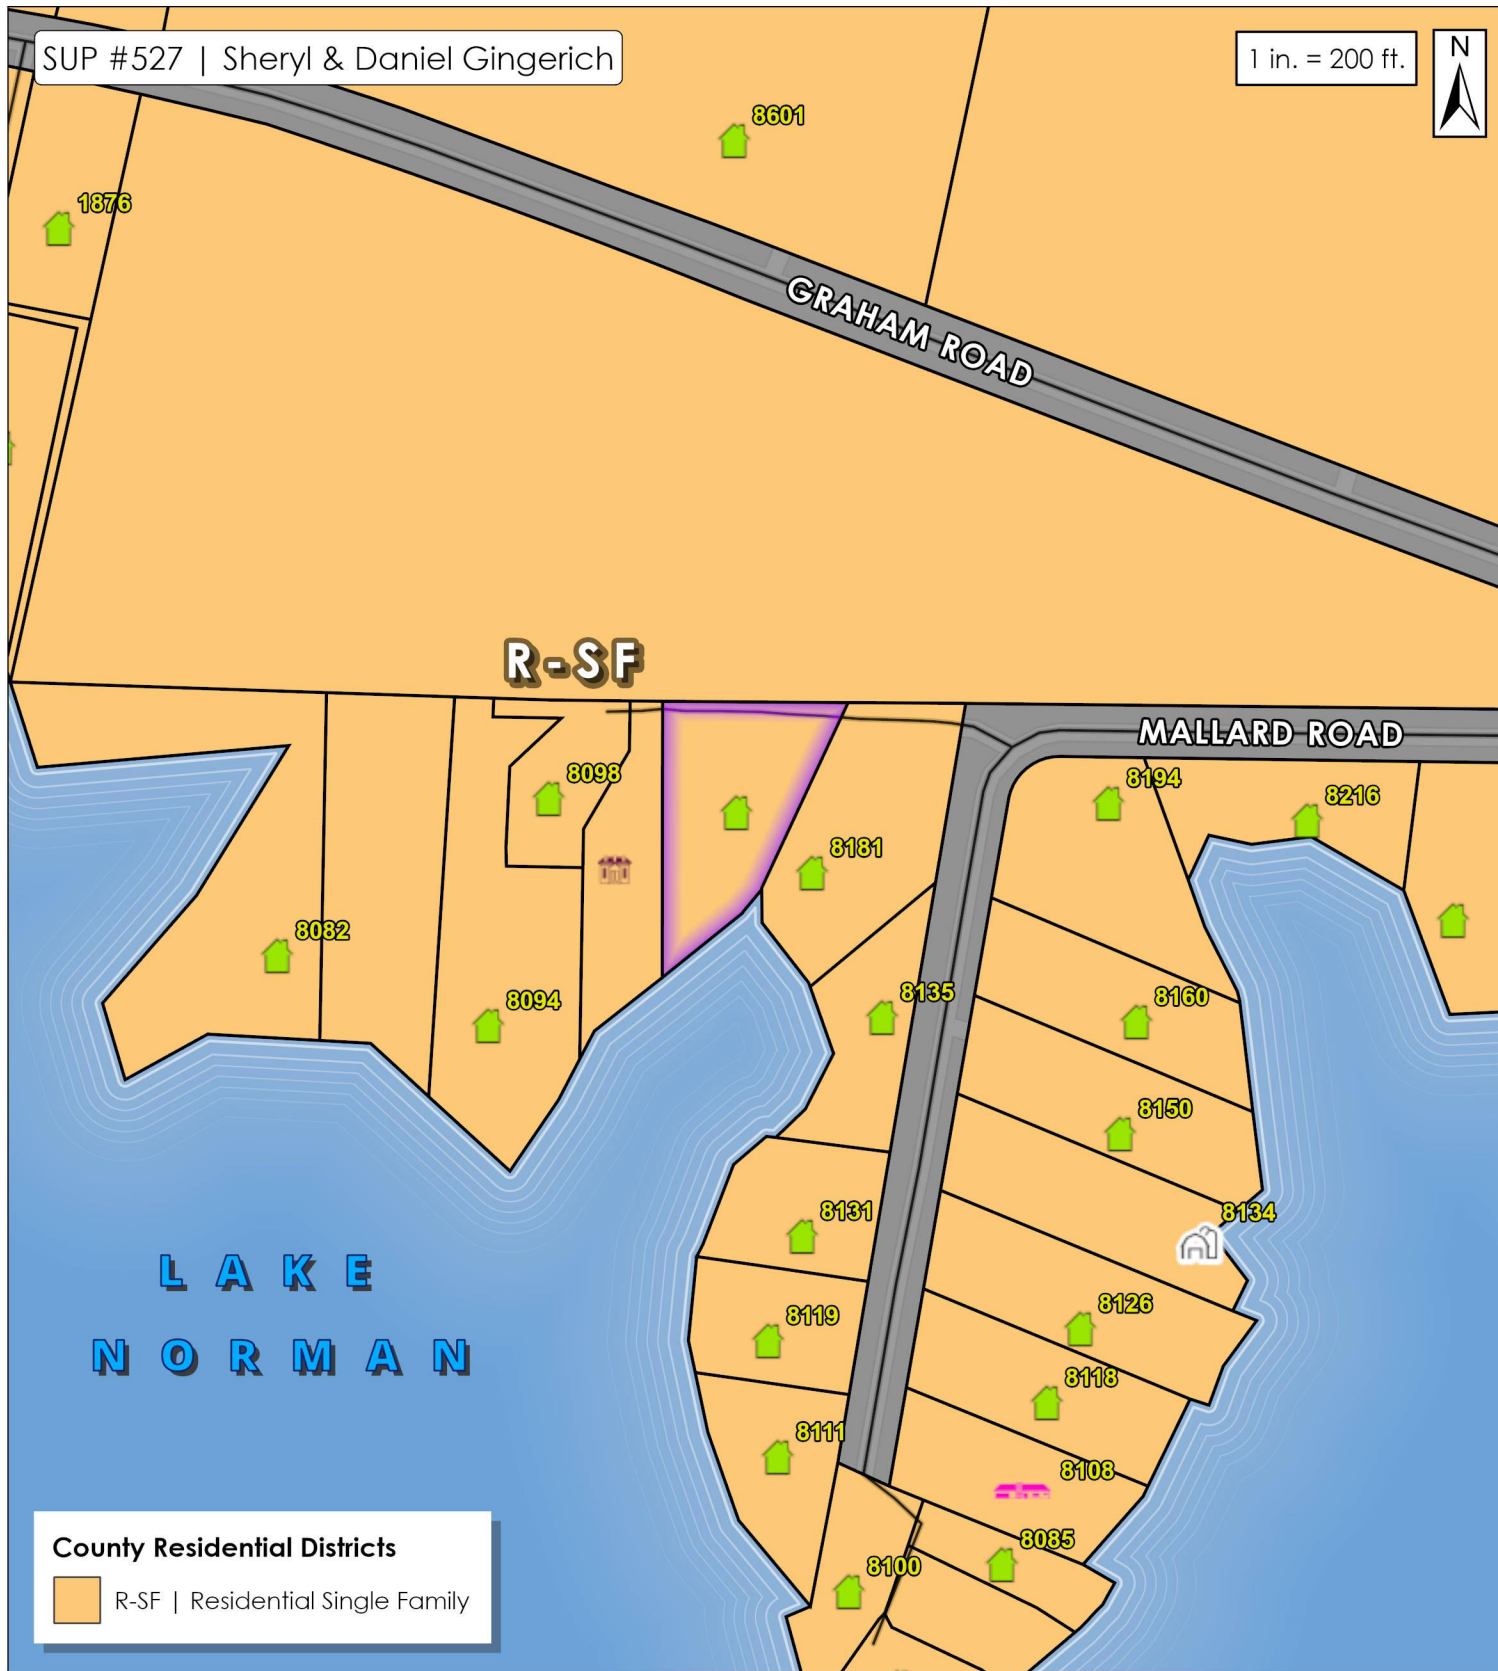 SUP #527 | Sheryl & Daniel Gingerich
1 in. = 200 ft.
N
8601
1876
GRAHAM ROAD
R-SF
MALLARD ROAD
8098
8194
8216
8181
8082
8094
8135
8160
8150
8131
8134
LAKE
NORMAN
8119
8126
8118
8111
8108
8085
8100
County Residential Districts
R-SF | Residential Single Family